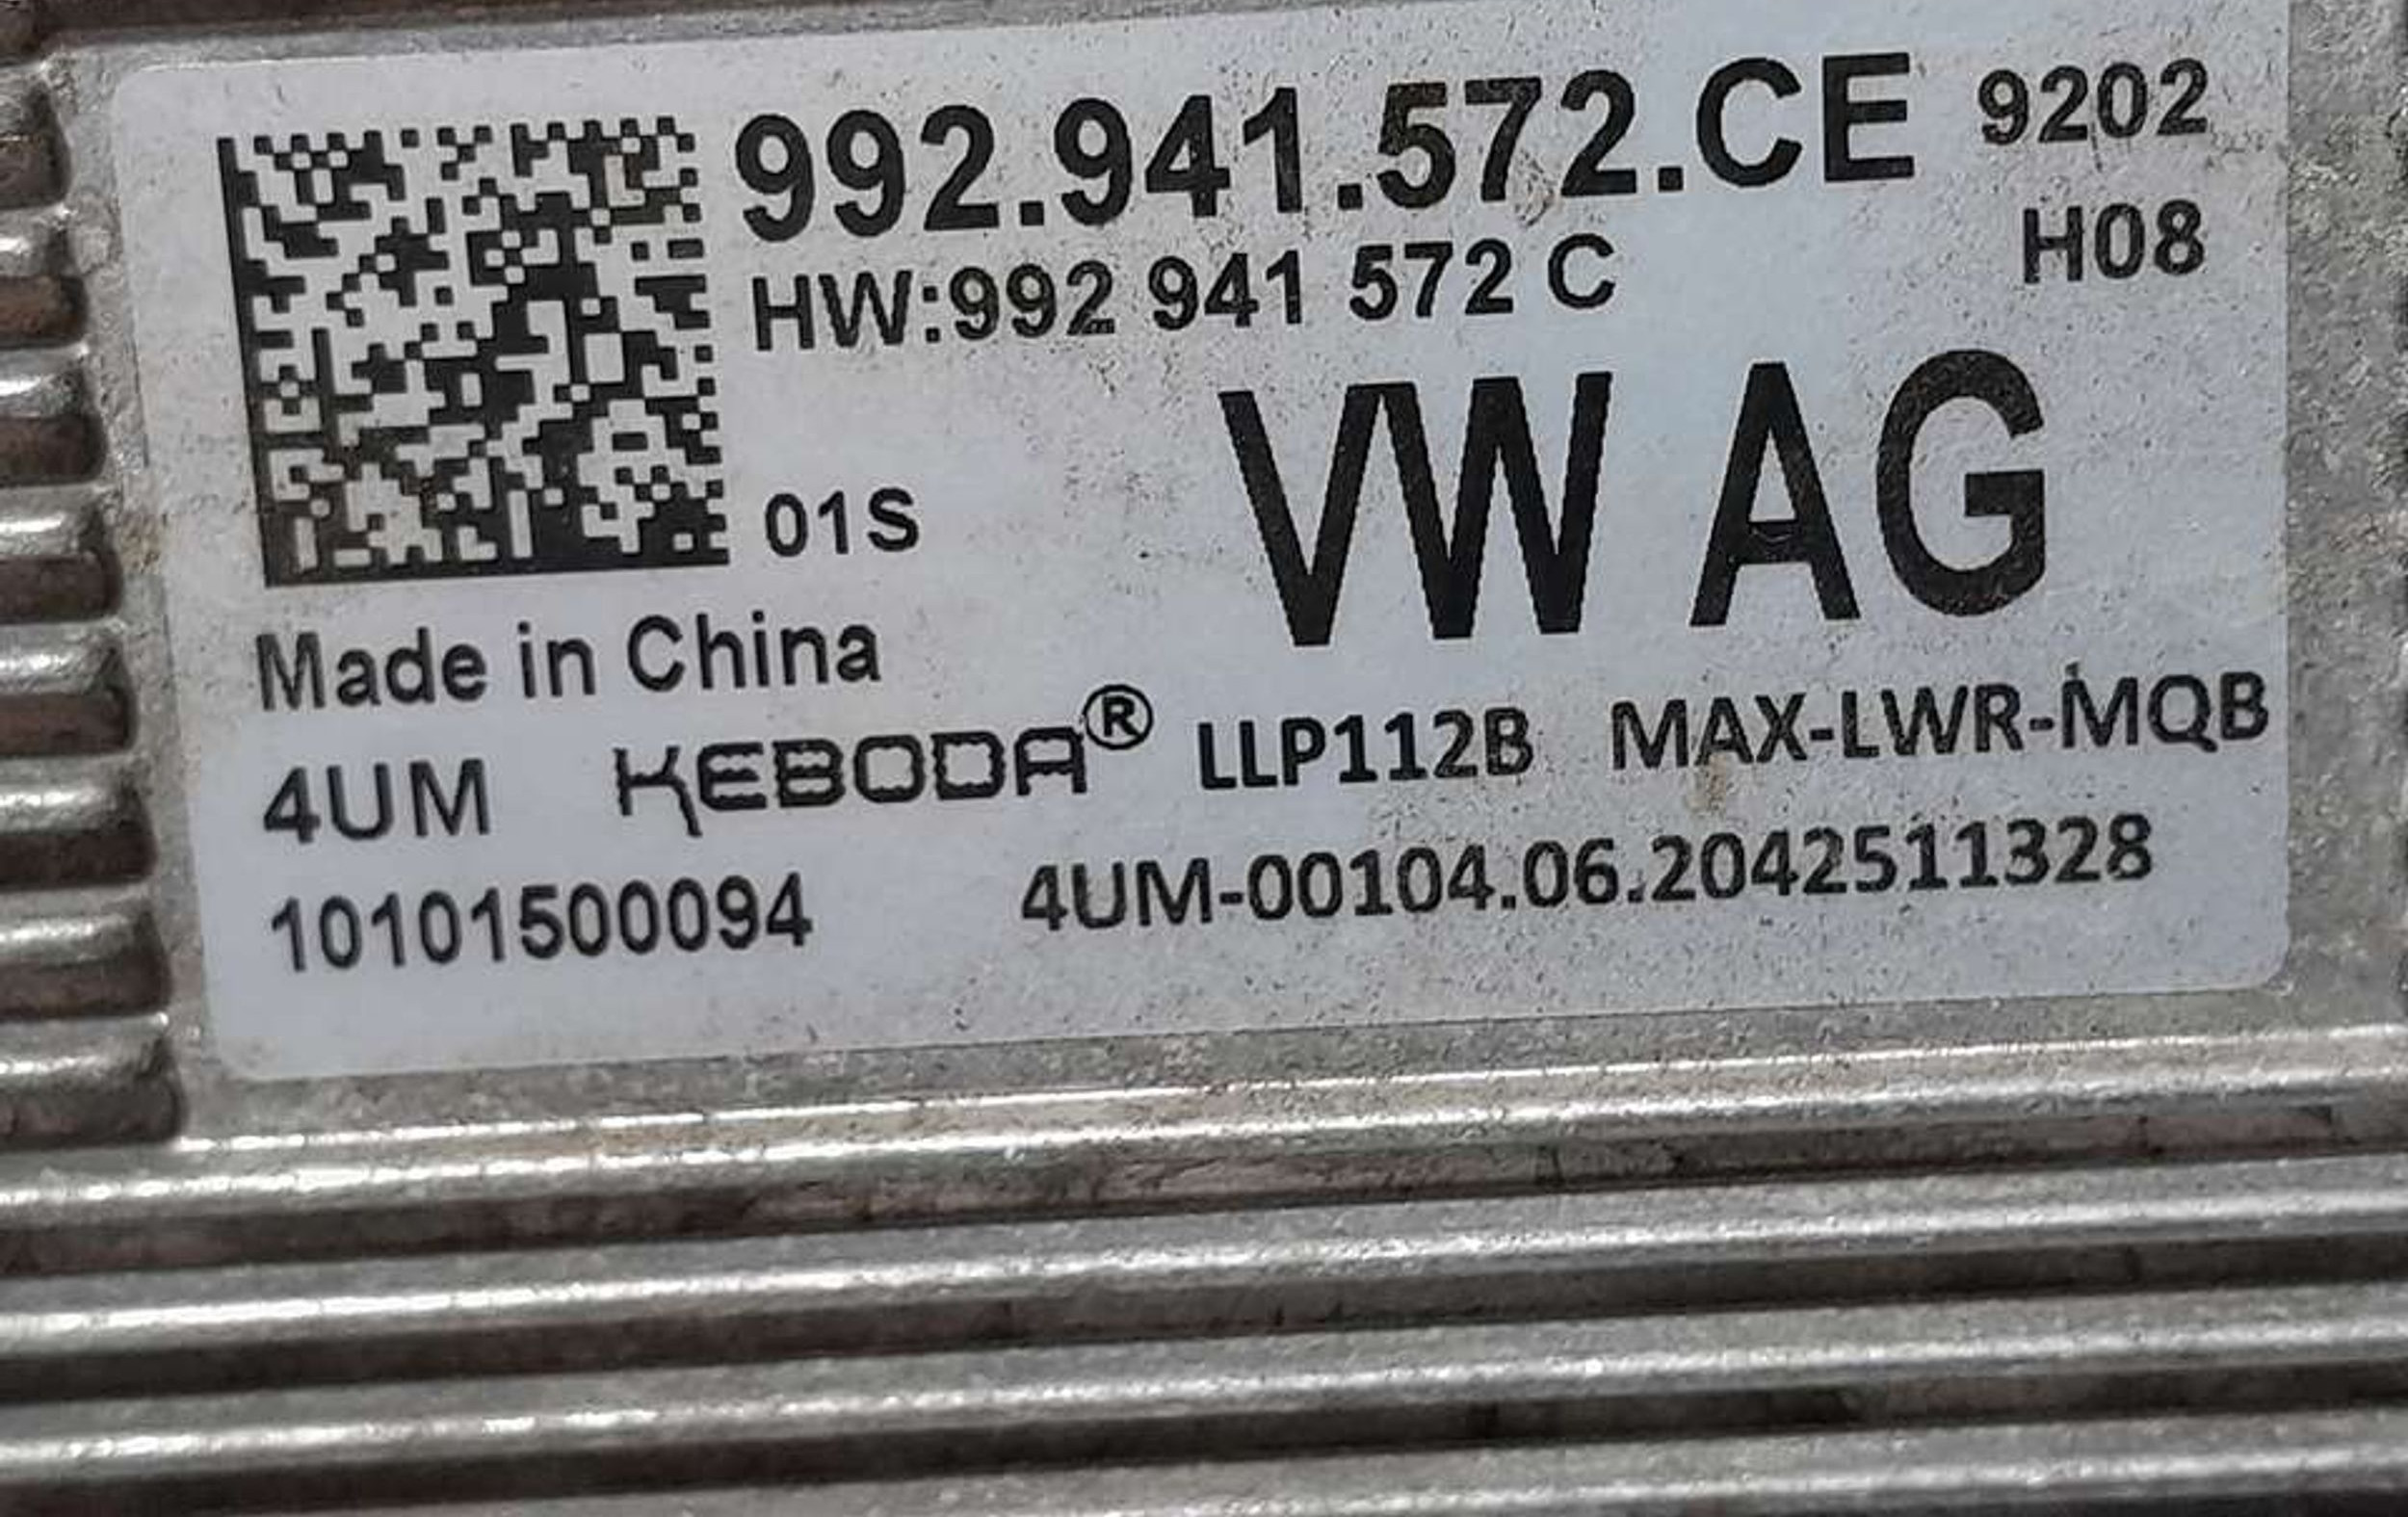 992.941.572.CE 9202
HW:992 941 572 C H08
VW AG
01S
Made in China
4UM KEBODA® LLP112B MAX-LWR-MQB
10101500094 4UM-00104.06.2042511328